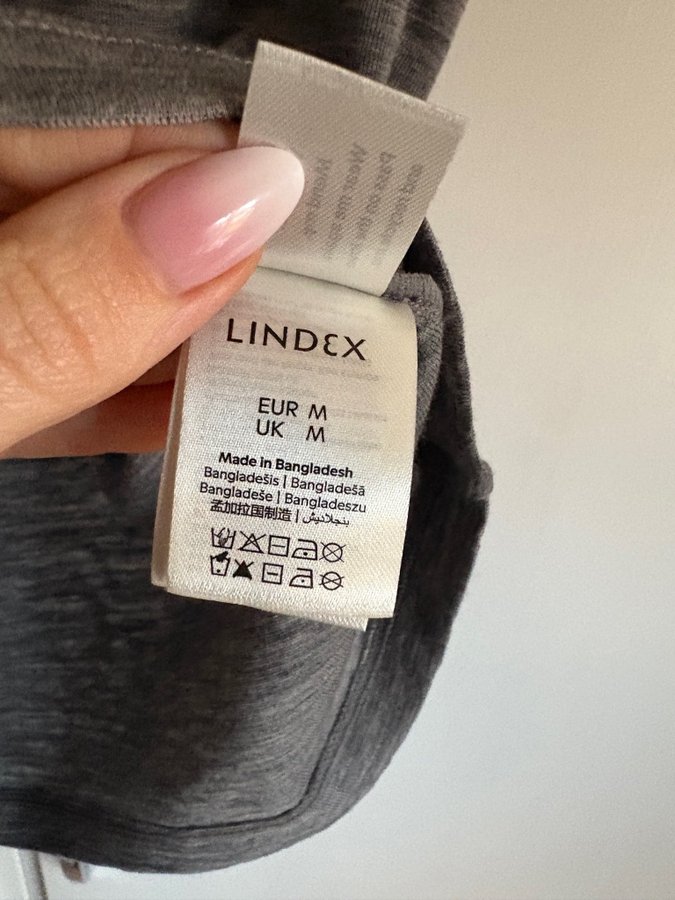 LINDEX
EUR M
UK M
Made in Bangladesh
Bangladešis | Bangladešā
Bangladeše | Bangladeszu
孟加拉国制造 | بنجلاديش